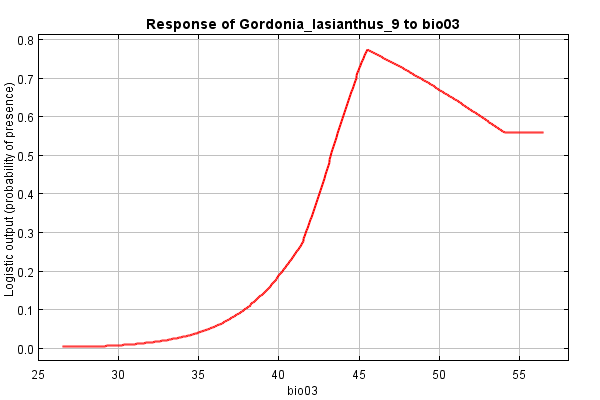 Response of Gordonia_lasianthus_9 to bio03
Logistic output (probability of presence)
0.8
0.7
0.6
0.5
0.4
0.3
0.2
0.1
0.0
25 30 35 40 45 50 55
bio03